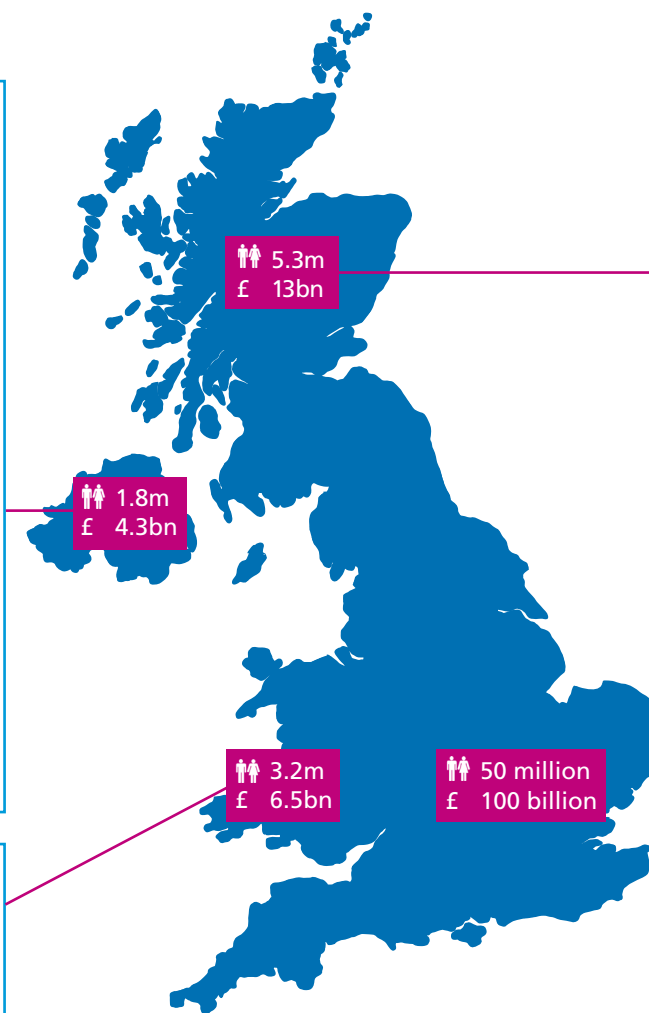 5.3m
£ 13bn
1.8m
£ 4.3bn
3.2m
£ 6.5bn
50 million
£ 100 billion